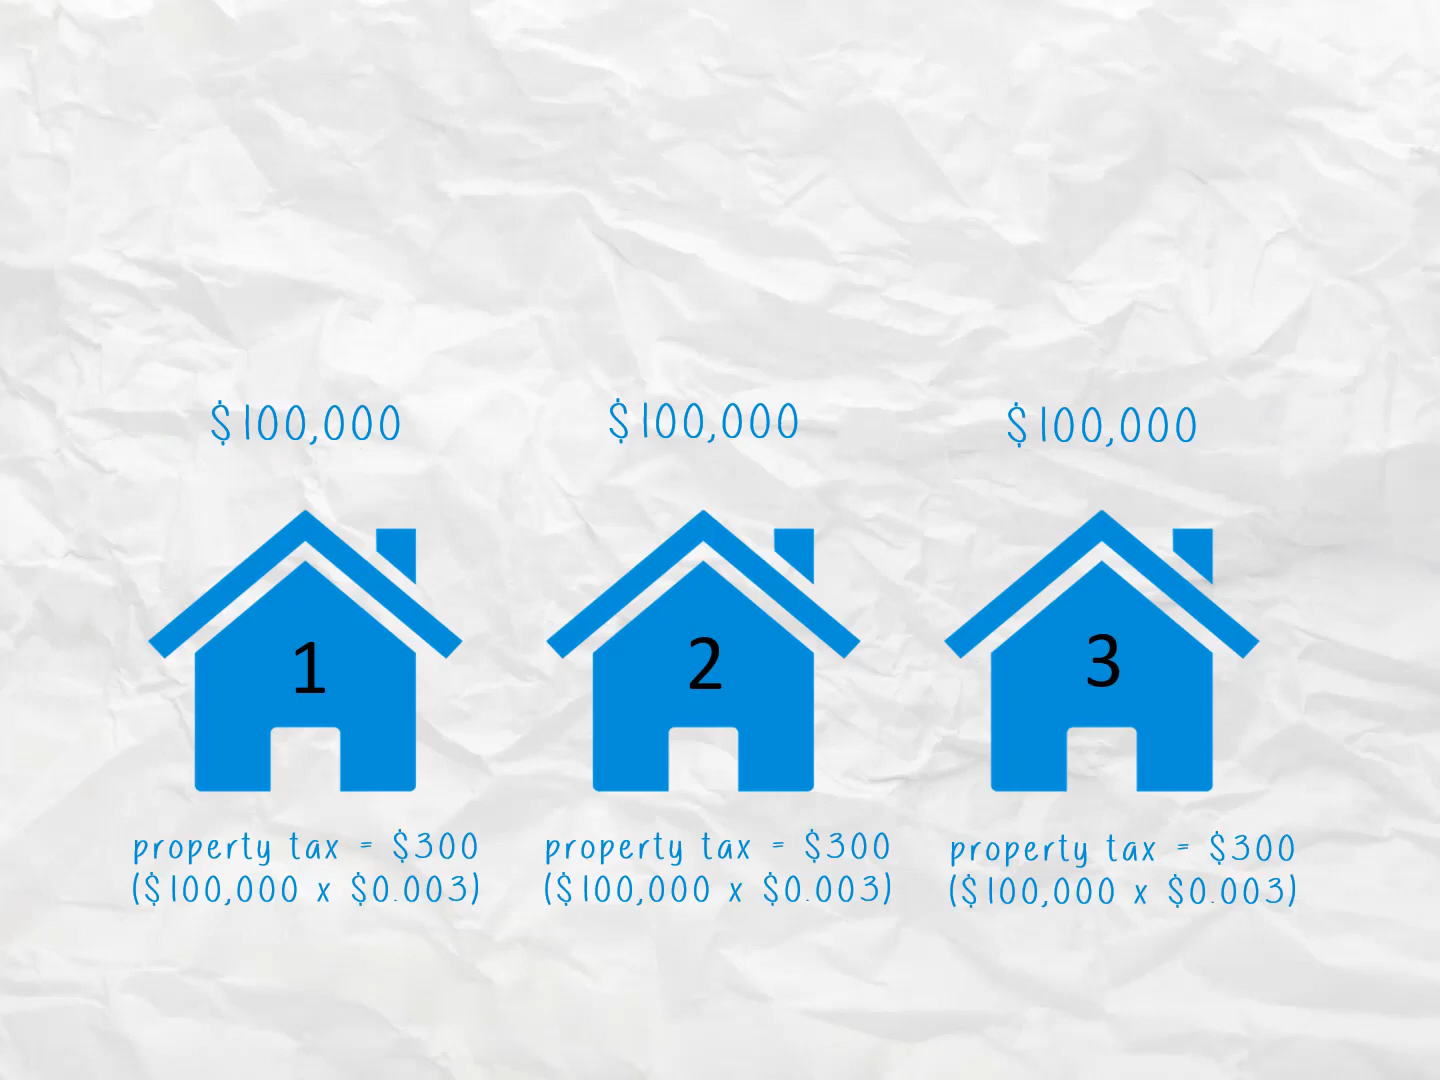 $100,000 $100,000 $100,000
1 2 3
property tax = $300 property tax = $300 property tax = $300
($100,000 x $0.003) ($100,000 x $0.003) ($100,000 x $0.003)